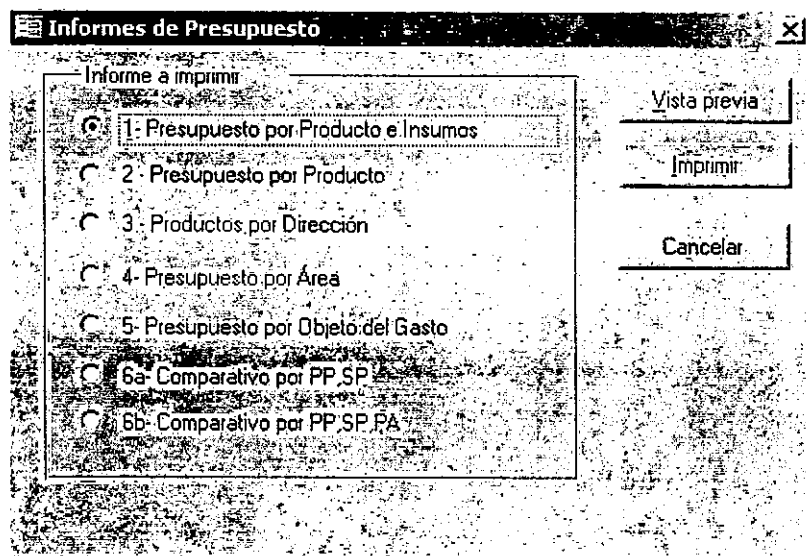 Informes de Presupuesto
Informe a imprimir
1- Presupuesto por Producto e Insumos
2- Presupuesto por Producto
3- Productos por Dirección
4- Presupuesto por Área
5- Presupuesto por Objeto del Gasto
6a- Comparativo por PP,SP
6b- Comparativo por PP,SP,PA
Vista previa
Imprimir
Cancelar